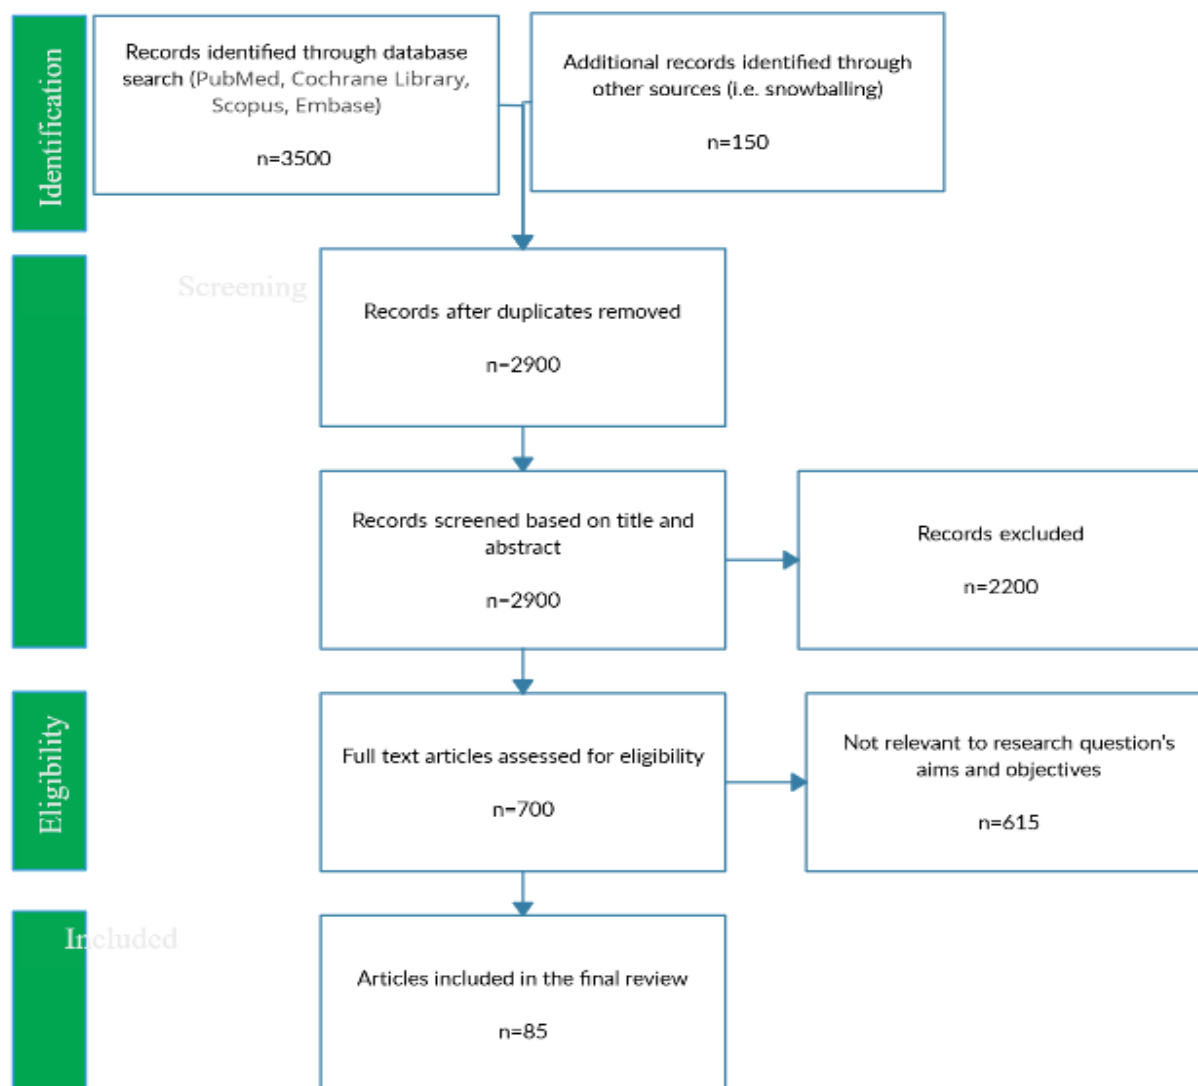 Identification
Records identified through database
search (PubMed, Cochrane Library,
Scopus, Embase)
n=3500
Additional records identified through
other sources (i.e. snowballing)
n=150
Screening
Records after duplicates removed
n=2900
Records screened based on title and
abstract
n=2900
Records excluded
n=2200
Eligibility
Full text articles assessed for eligibility
n=700
Not relevant to research question's
aims and objectives
n=615
Included
Articles included in the final review
n=85